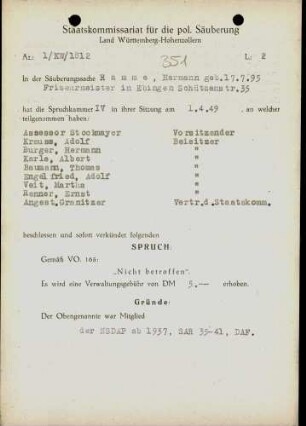 Staatskommissariat für die pol. Säuberung
Land Württemberg-Hohenzollern
Az: 1/KW/1812
L: 2
351
In der Säuberungssache Hamme, Hermann geb.17.7.95
Friseurmeister in Ebingen Schützenstr.35
hat die Spruchkammer IV in ihrer Sitzung am 1.4.49 , an welcher
teilgenommen haben:
Assessor Stockmayer Vorsitzender
Krauss, Adolf Beisitzer
Burger, Hermann "
Karle, Albert "
Baumann, Thomas "
Engelfried, Adolf "
Veit, Martha "
Renner, Ernst "
Angest. Granitzer Vertr.d.Staatskomm.
beschlossen und sofort verkündet folgenden
SPRUCH:
Gemäß VO. 166:
"Nicht betroffen".
Es wird eine Verwaltungsgebühr von DM 5,-- erhoben.
Gründe:
Der Obengenannte war Mitglied
der NSDAP ab 1937, SAR 35-41, DAF.